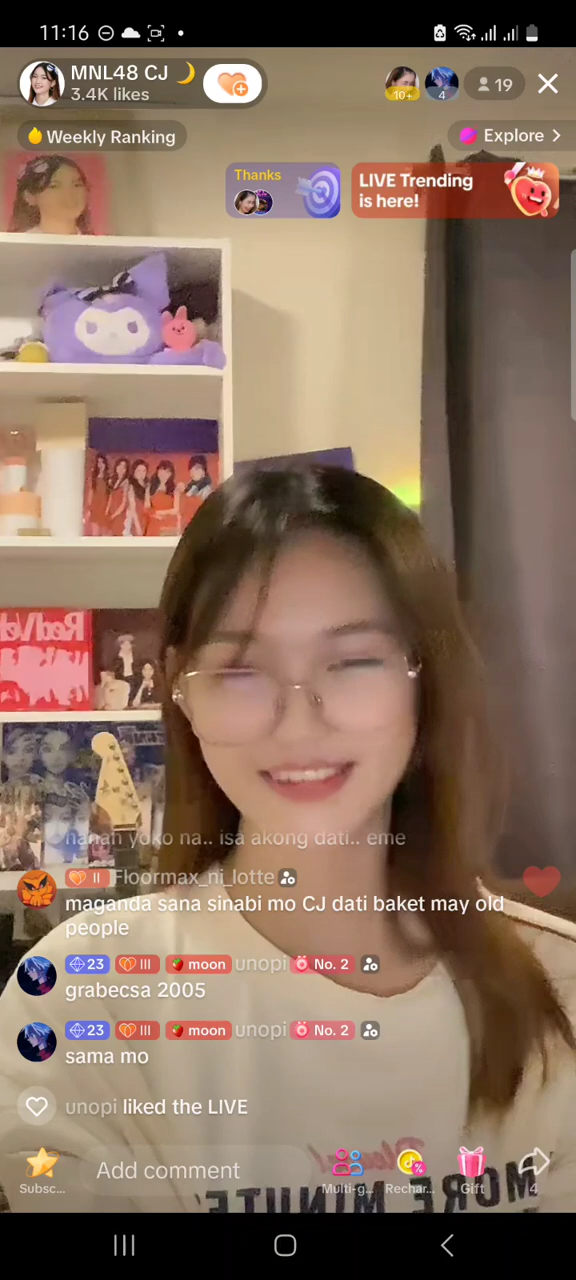 11:16
MNL48 CJ 🌙
3.4K likes
10+
4
19
Weekly Ranking
Explore >
Thanks
LIVE Trending
is here!
nanah yoko na.. isa akong dati.. eme
II Floormax_ni_lotte
maganda sana sinabi mo CJ dati baket may old
people
23 III moon unopi No. 2
grabecsa 2005
23 III moon unopi No. 2
sama mo
unopi liked the LIVE
Add comment
Subsc... Multi-g... Rechar... Gift 4
MORE MINUTE